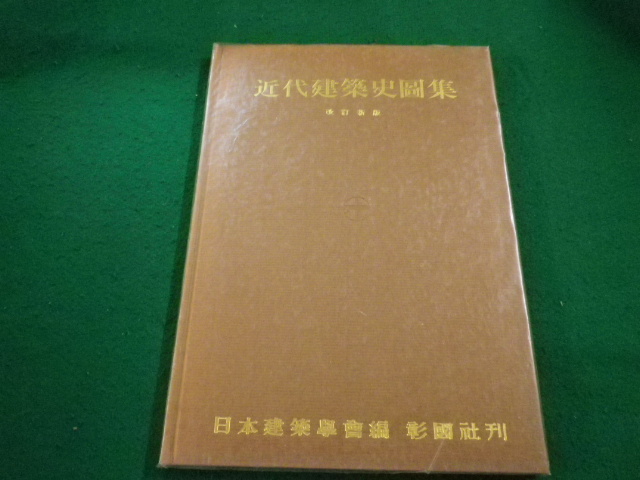 近代建築史圖集
改訂新版
日本建築學會編 彰國社刊